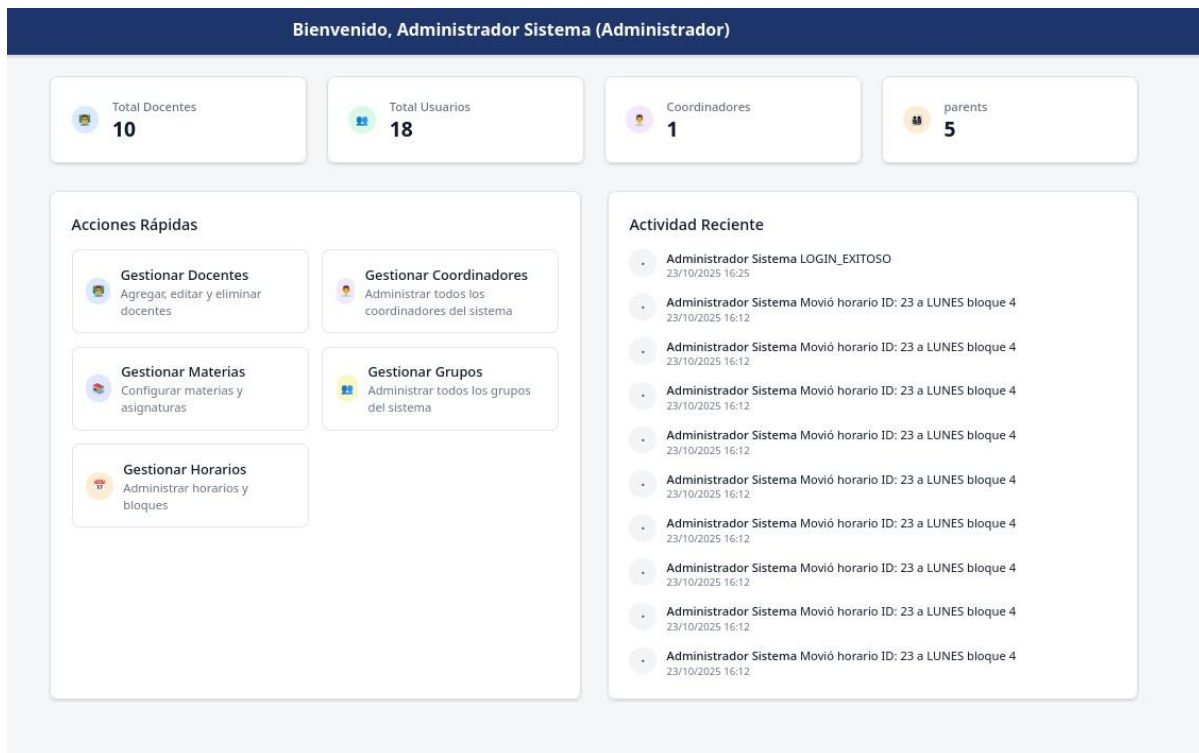 Bienvenido, Administrador Sistema (Administrador)
Total Docentes
10
Total Usuarios
18
Coordinadores
1
parents
5
Acciones Rápidas
Gestionar Docentes
Agregar, editar y eliminar
docentes
Gestionar Coordinadores
Administrar todos los
coordinadores del sistema
Gestionar Materias
Configurar materias y
asignaturas
Gestionar Grupos
Administrar todos los grupos
del sistema
Gestionar Horarios
Administrar horarios y
bloques
Actividad Reciente
Administrador Sistema LOGIN_EXITOSO
23/10/2025 16:25
Administrador Sistema Movió horario ID: 23 a LUNES bloque 4
23/10/2025 16:12
Administrador Sistema Movió horario ID: 23 a LUNES bloque 4
23/10/2025 16:12
Administrador Sistema Movió horario ID: 23 a LUNES bloque 4
23/10/2025 16:12
Administrador Sistema Movió horario ID: 23 a LUNES bloque 4
23/10/2025 16:12
Administrador Sistema Movió horario ID: 23 a LUNES bloque 4
23/10/2025 16:12
Administrador Sistema Movió horario ID: 23 a LUNES bloque 4
23/10/2025 16:12
Administrador Sistema Movió horario ID: 23 a LUNES bloque 4
23/10/2025 16:12
Administrador Sistema Movió horario ID: 23 a LUNES bloque 4
23/10/2025 16:12
Administrador Sistema Movió horario ID: 23 a LUNES bloque 4
23/10/2025 16:12